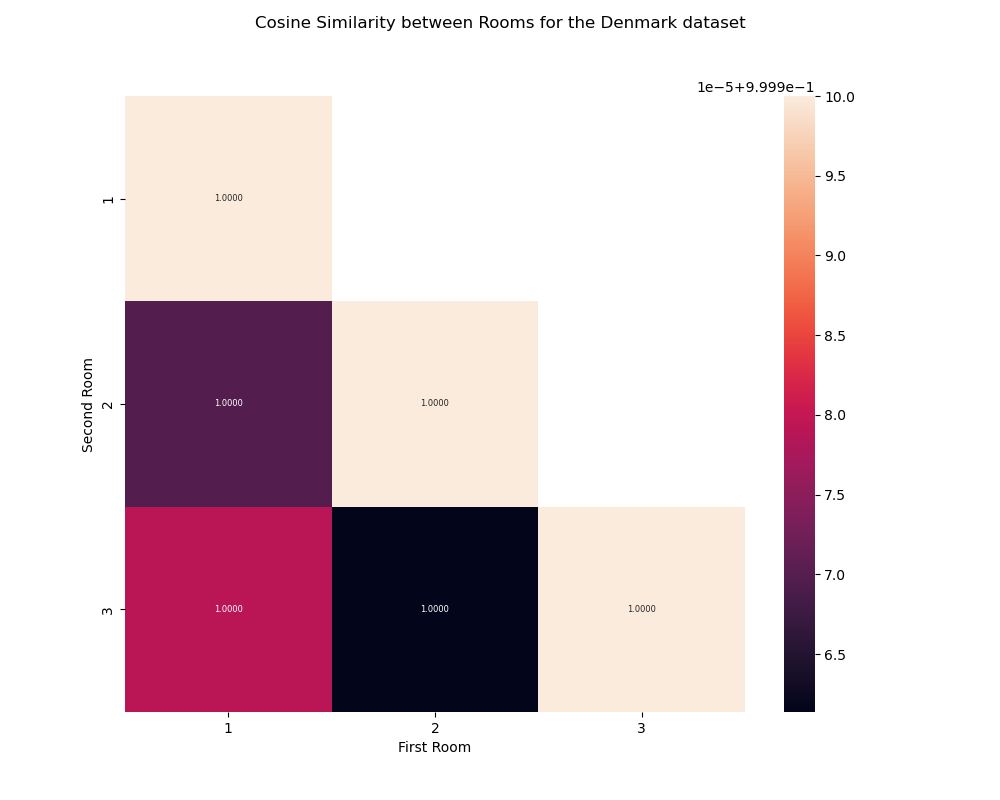 Cosine Similarity between Rooms for the Denmark dataset
1e−5+9.999e−1
10.0
9.5
9.0
8.5
8.0
7.5
7.0
6.5
Second Room
1
1.0000
2
1.0000 1.0000
3
1.0000 1.0000 1.0000
1 2 3
First Room